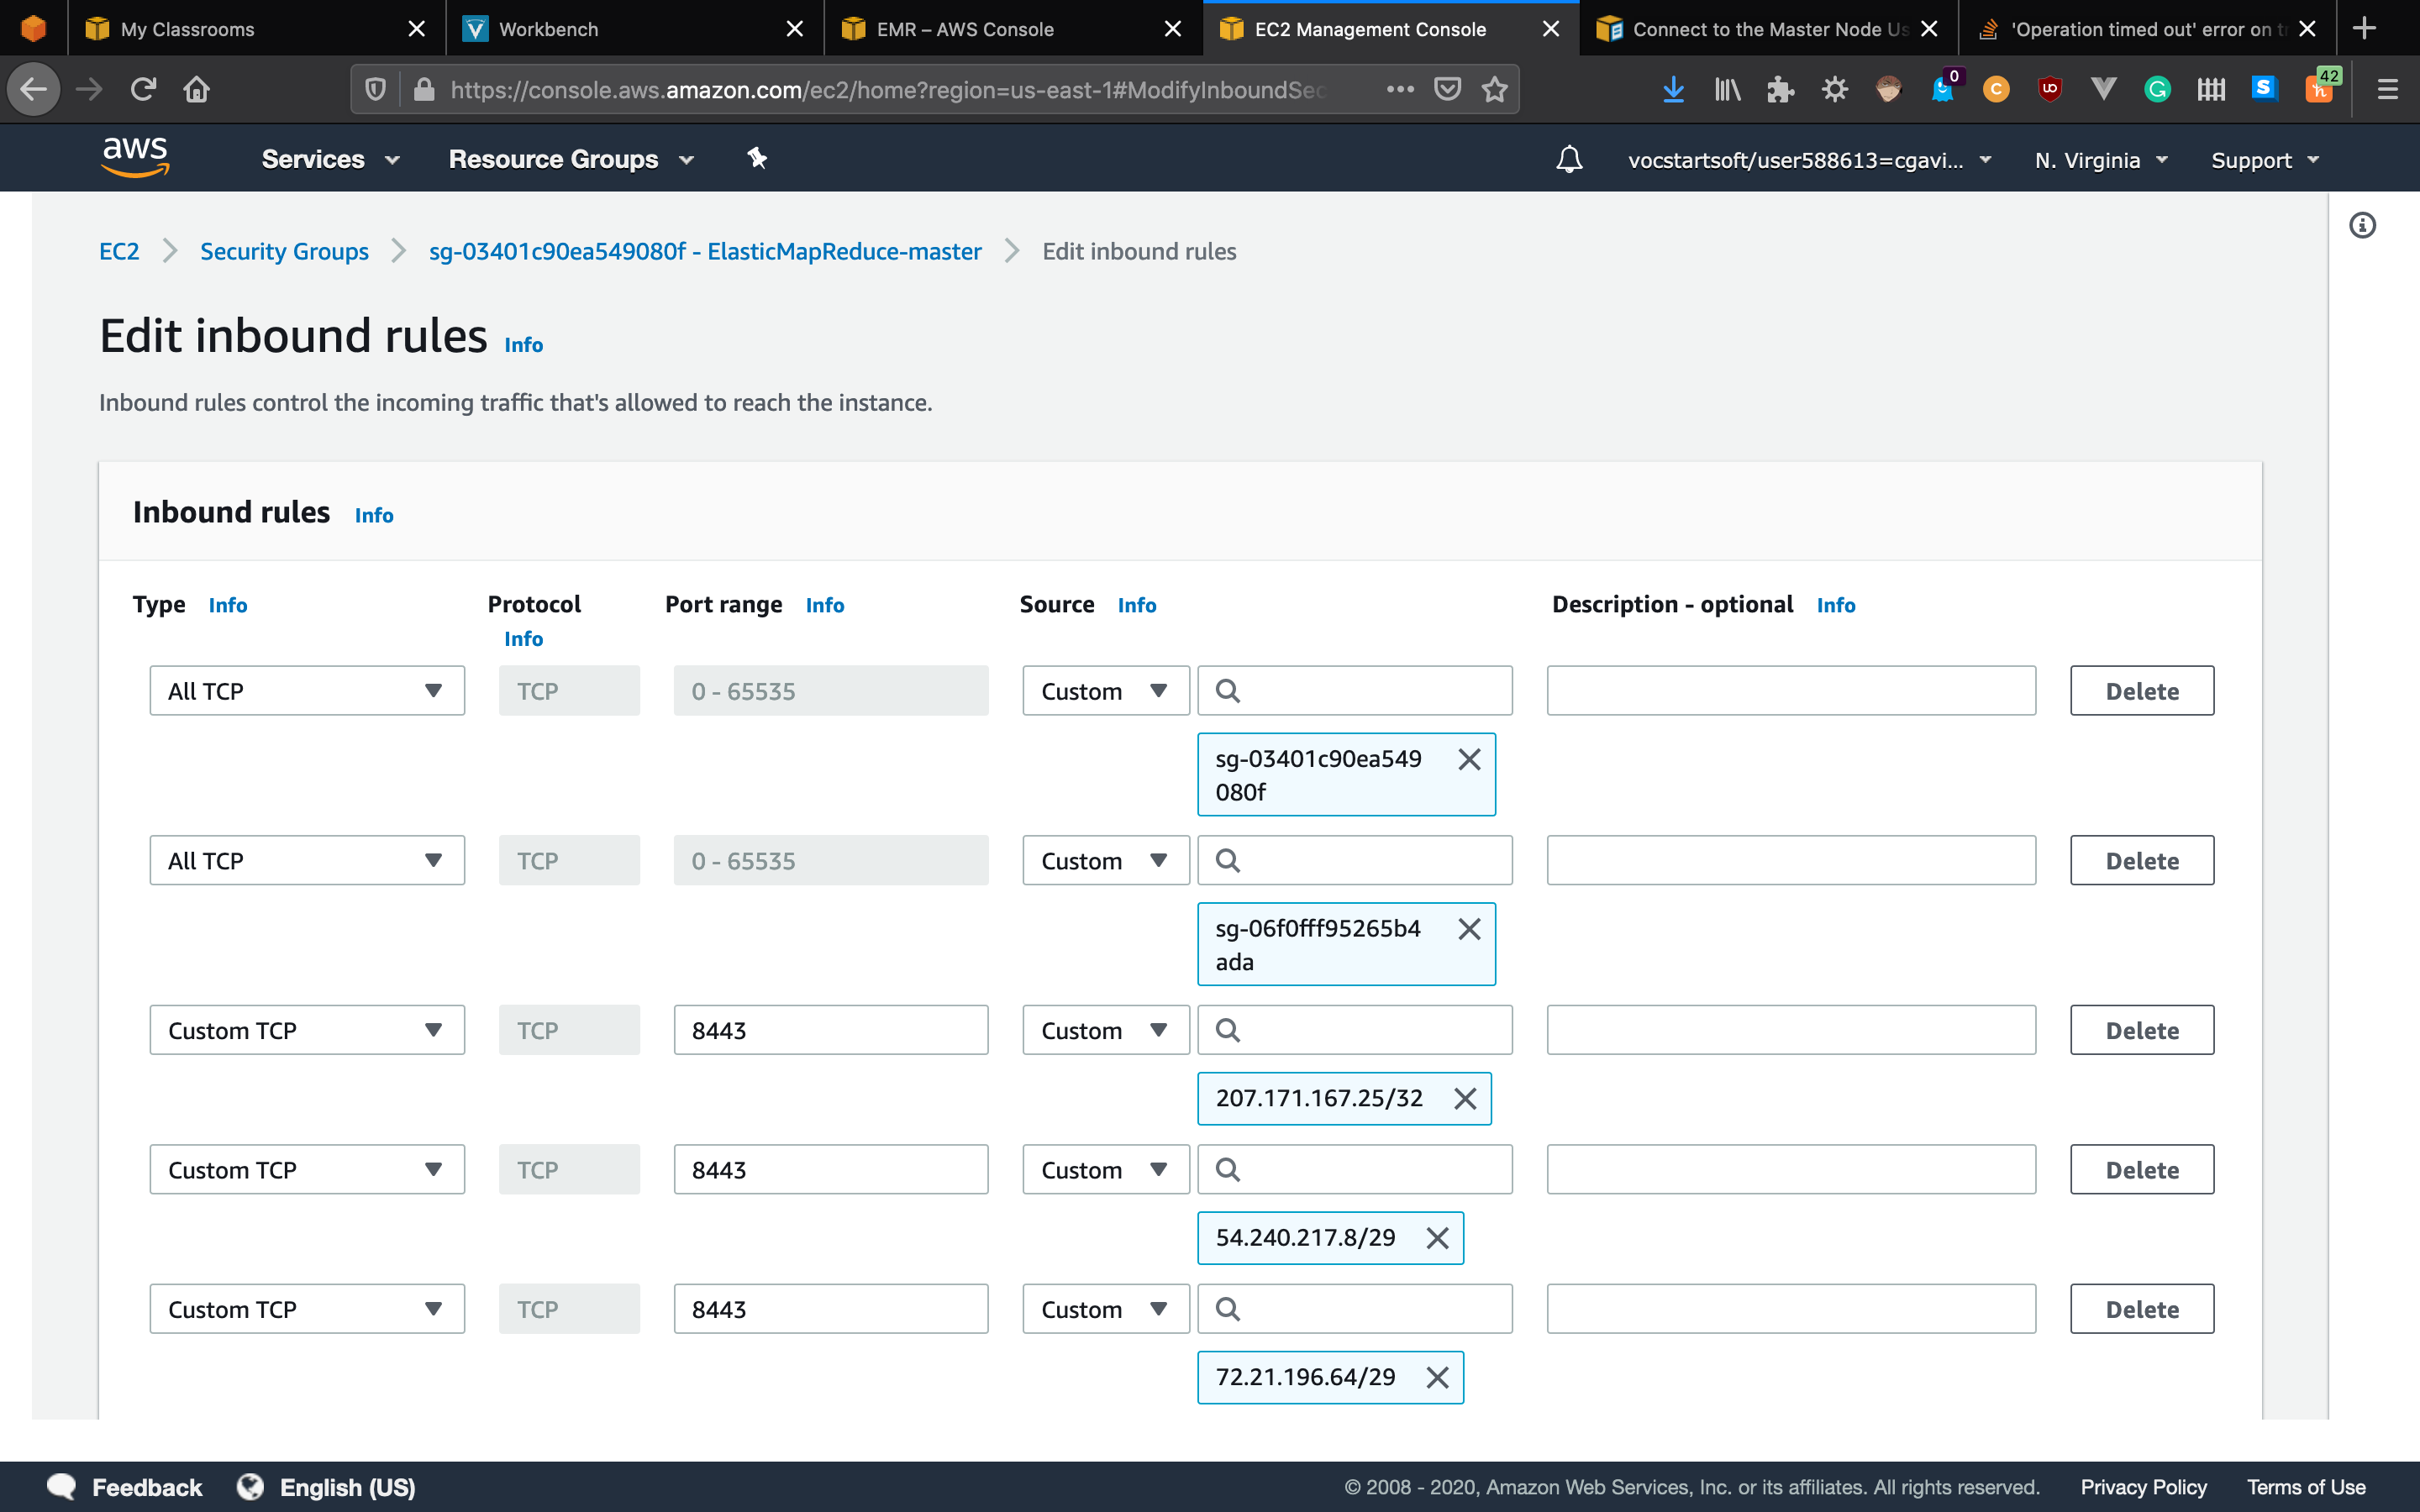 My Classrooms
Workbench
EMR – AWS Console
EC2 Management Console
Connect to the Master Node Us
'Operation timed out' error on t
https://console.aws.amazon.com/ec2/home?region=us-east-1#ModifyInboundSec
0
42
aws
Services
Resource Groups
vocstartsoft/user588613=cgavi...
N. Virginia
Support
EC2
Security Groups
sg-03401c90ea549080f - ElasticMapReduce-master
Edit inbound rules
Edit inbound rules Info
Inbound rules control the incoming traffic that's allowed to reach the instance.
Inbound rules Info
Type Info
Protocol Info
Port range Info
Source Info
Description - optional Info
All TCP TCP 0 - 65535 Custom Delete
sg-03401c90ea549
080f
All TCP TCP 0 - 65535 Custom Delete
sg-06f0fff95265b4
ada
Custom TCP TCP 8443 Custom Delete
207.171.167.25/32
Custom TCP TCP 8443 Custom Delete
54.240.217.8/29
Custom TCP TCP 8443 Custom Delete
72.21.196.64/29
Feedback
English (US)
© 2008 - 2020, Amazon Web Services, Inc. or its affiliates. All rights reserved.
Privacy Policy
Terms of Use